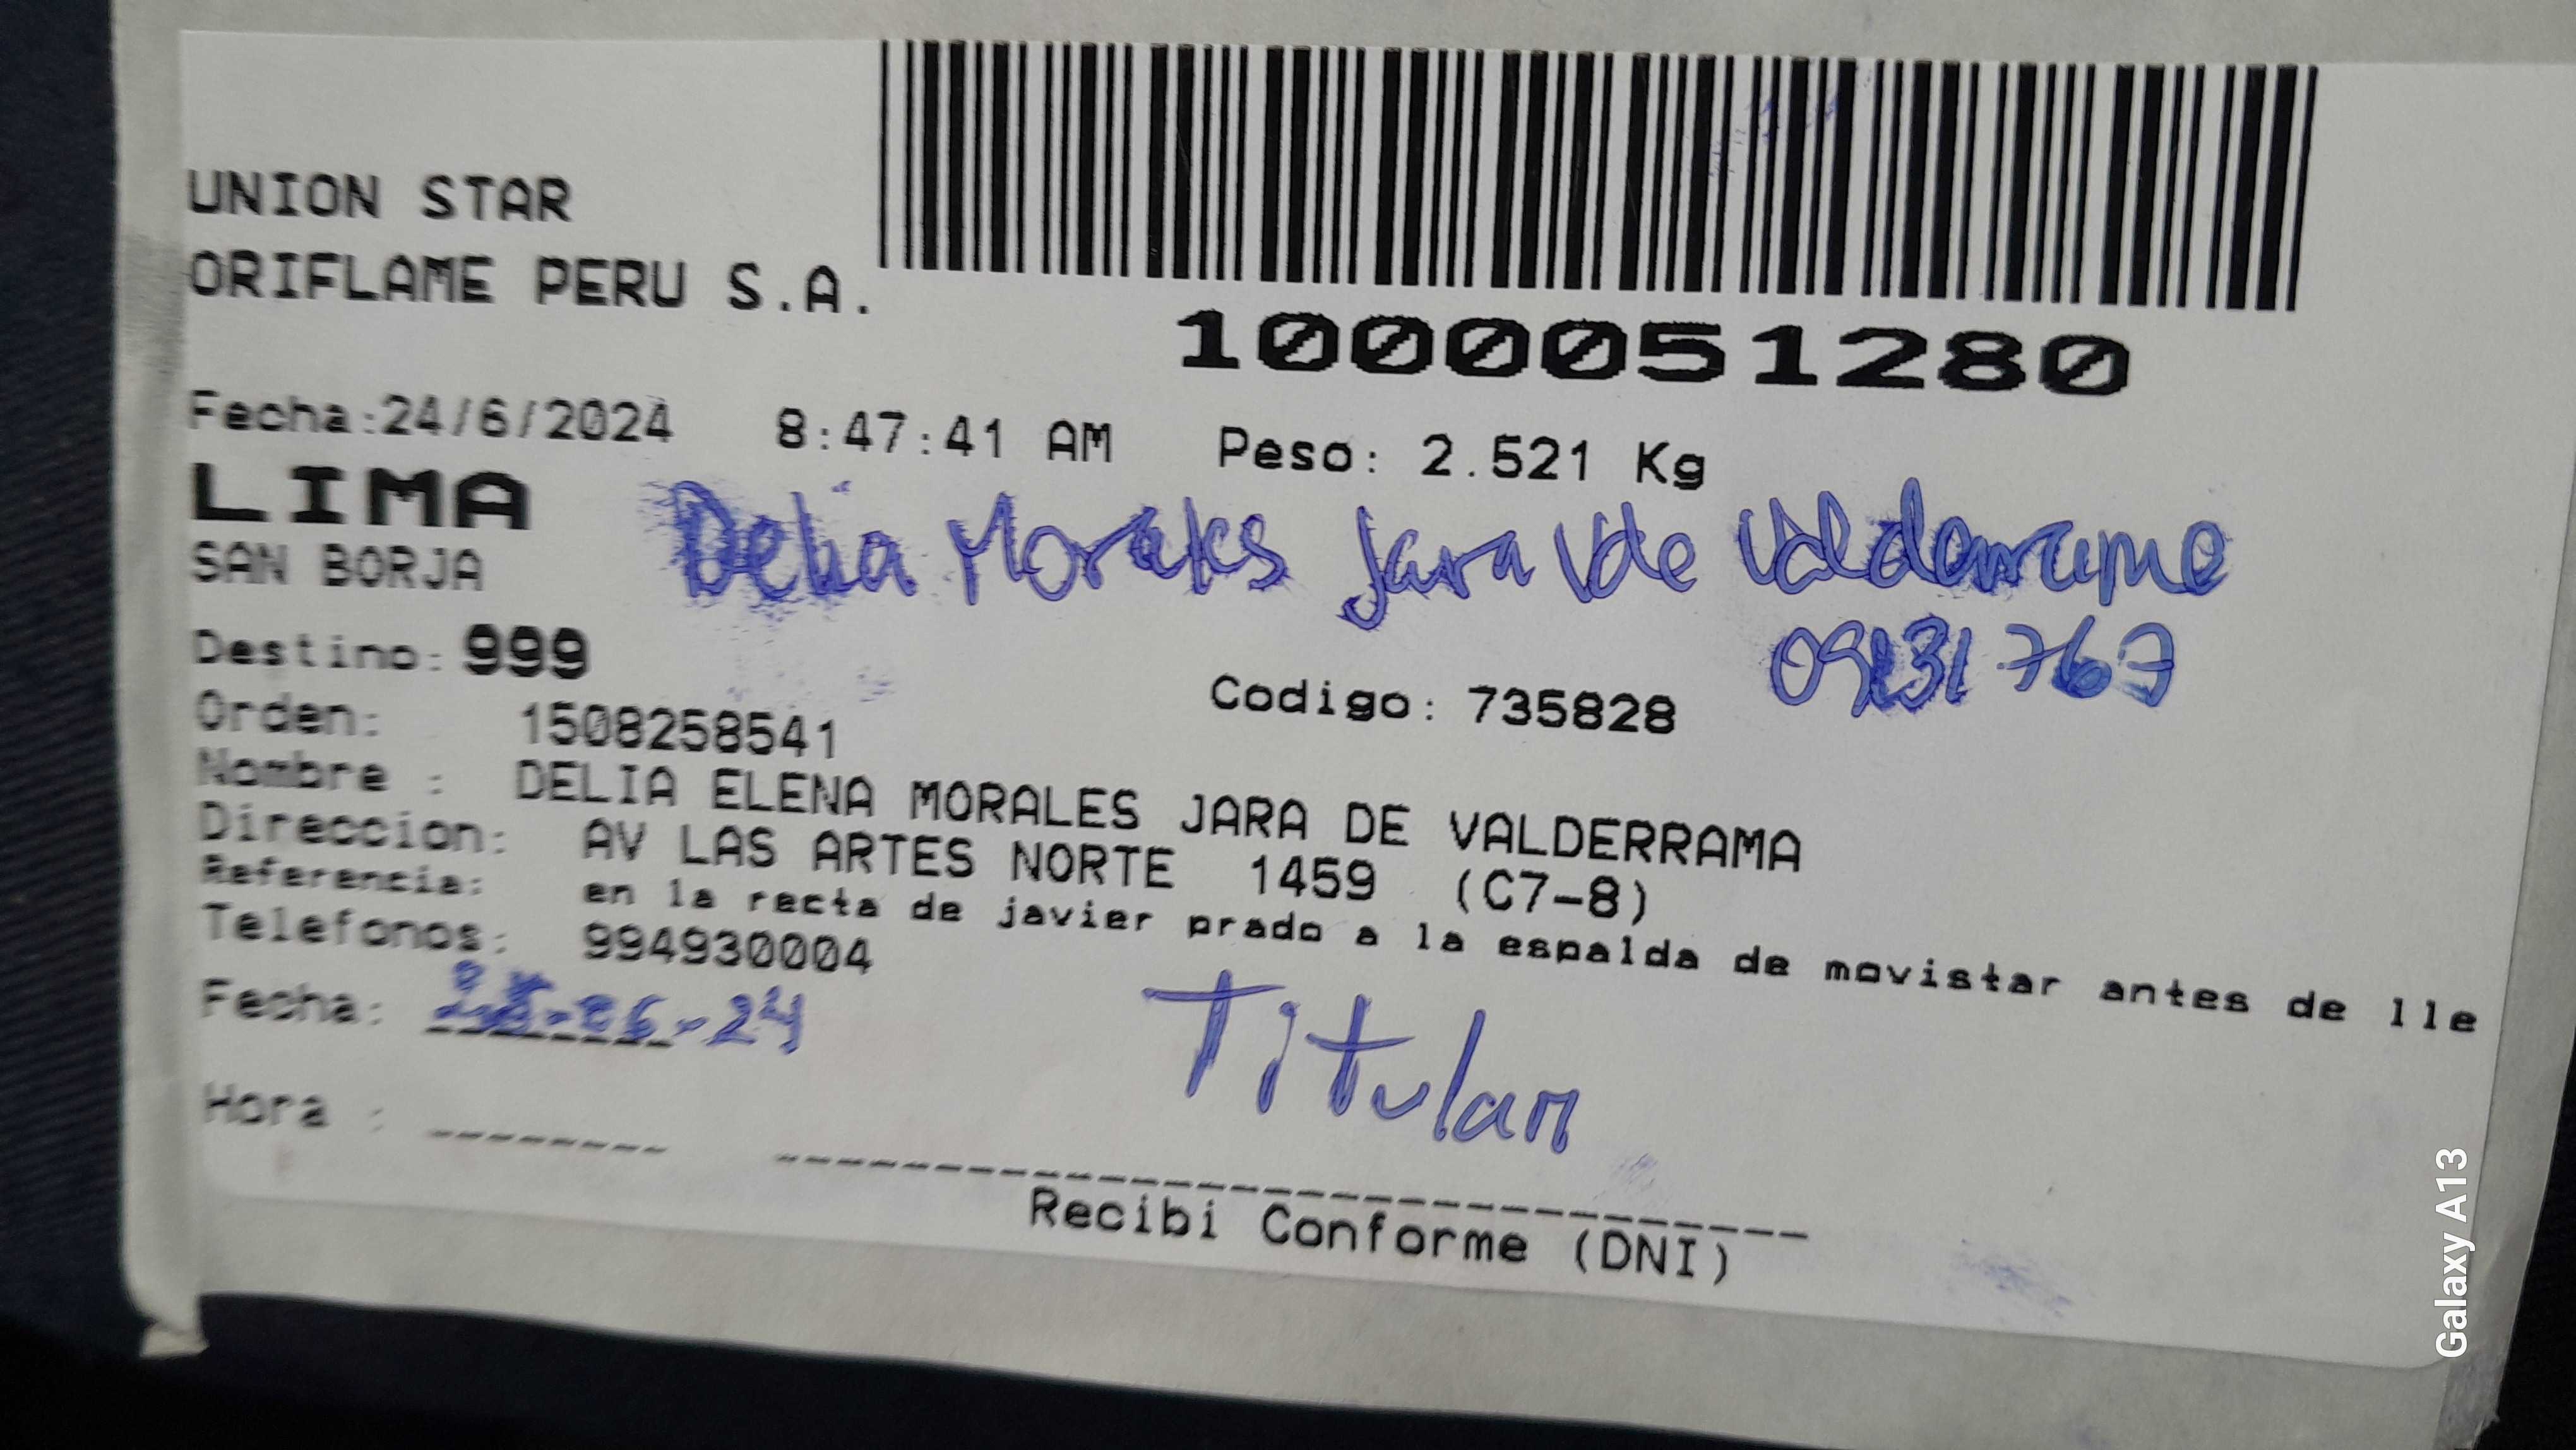 UNION STAR
ORIFLAME PERU S.A.
1000051280
Fecha:24/6/2024 8:47:41 AM Peso: 2.521 Kg
LIMA
SAN BORJA
Delia Morales Jara de Valderrama
Destino: 999
Orden: 1508258541 Codigo: 735828
Nombre : DELIA ELENA MORALES JARA DE VALDERRAMA
Direccion: AV LAS ARTES NORTE 1459 (C7-8)
Referencia: en la recta de javier prado a la espalda de movistar antes de lle
Telefonos: 994930004
Fecha:
Titular
Hora :
Recibi Conforme (DNI)
Galaxy A13